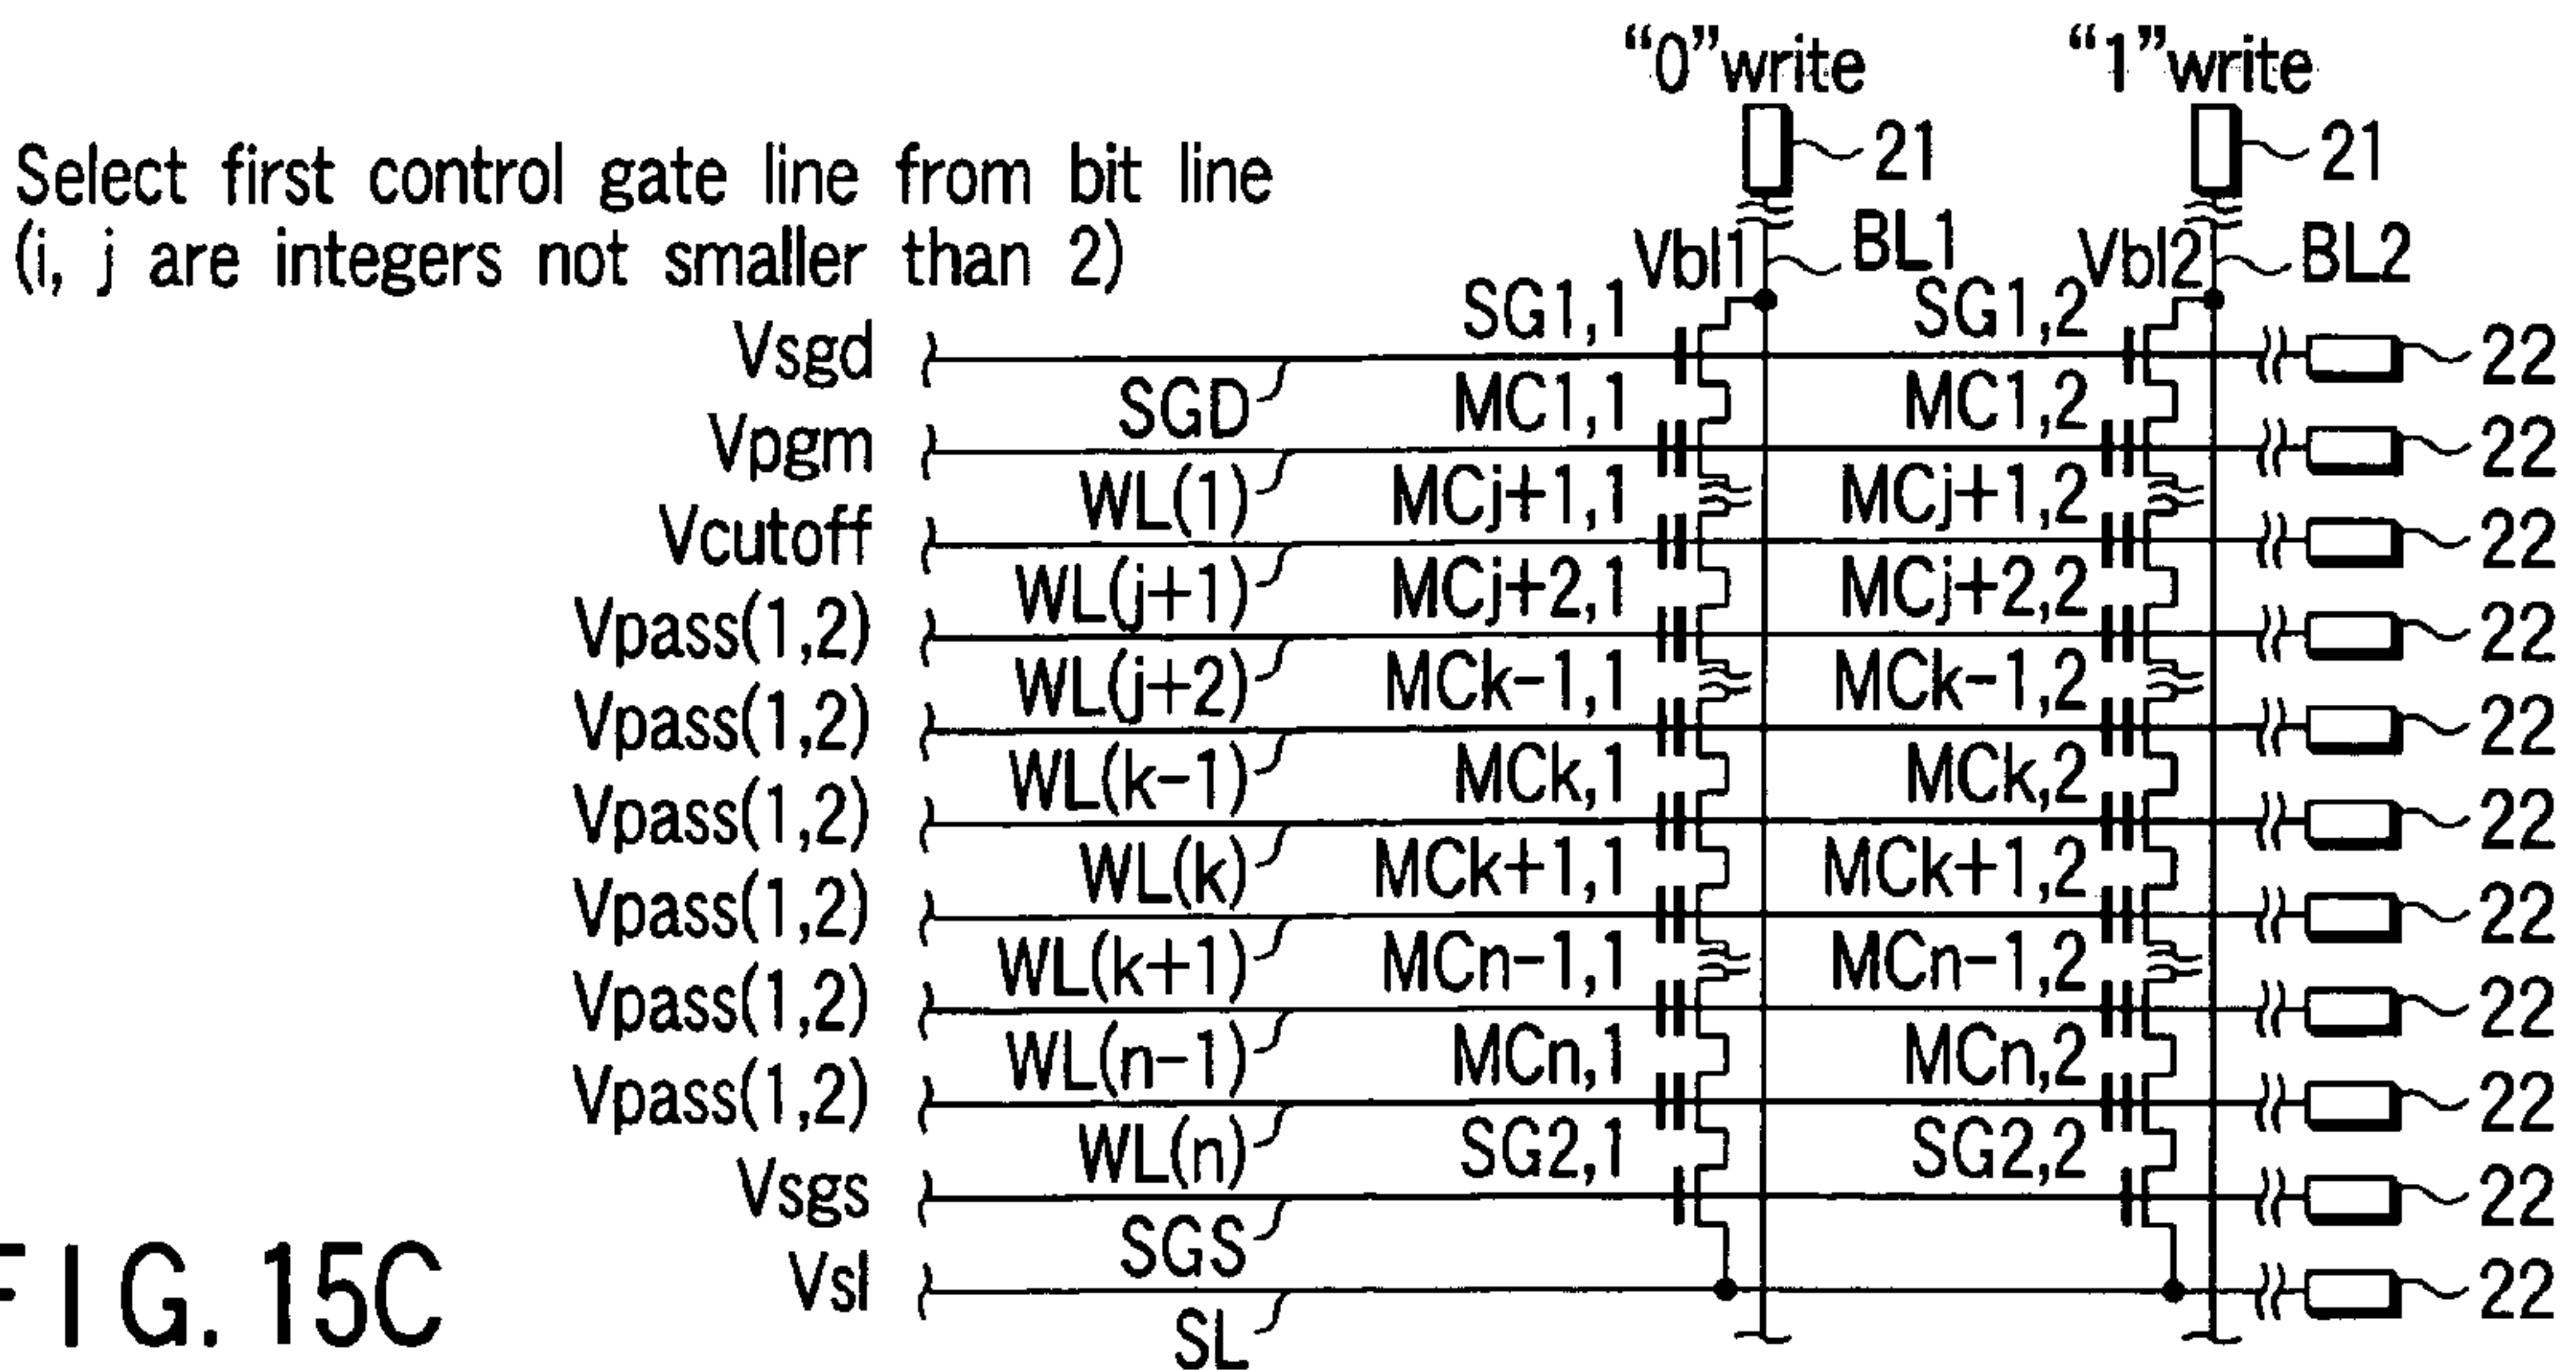 “0”write “1”write
21 21
Select first control gate line from bit line
(i, j are integers not smaller than 2)
Vbl1 BL1 Vbl2 BL2
SG1,1 SG1,2
Vsgd 22
SGD MC1,1 MC1,2
Vpgm 22
WL(1) MCj+1,1 MCj+1,2
Vcutoff 22
WL(j+1) MCj+2,1 MCj+2,2
Vpass(1,2) 22
WL(j+2) MCk-1,1 MCk-1,2
Vpass(1,2) 22
WL(k-1) MCk,1 MCk,2
Vpass(1,2) 22
WL(k) MCk+1,1 MCk+1,2
Vpass(1,2) 22
WL(k+1) MCn-1,1 MCn-1,2
Vpass(1,2) 22
WL(n-1) MCn,1 MCn,2
Vpass(1,2) 22
WL(n) SG2,1 SG2,2
Vsgs 22
SGS
Vsl 22
SL
FIG. 15C